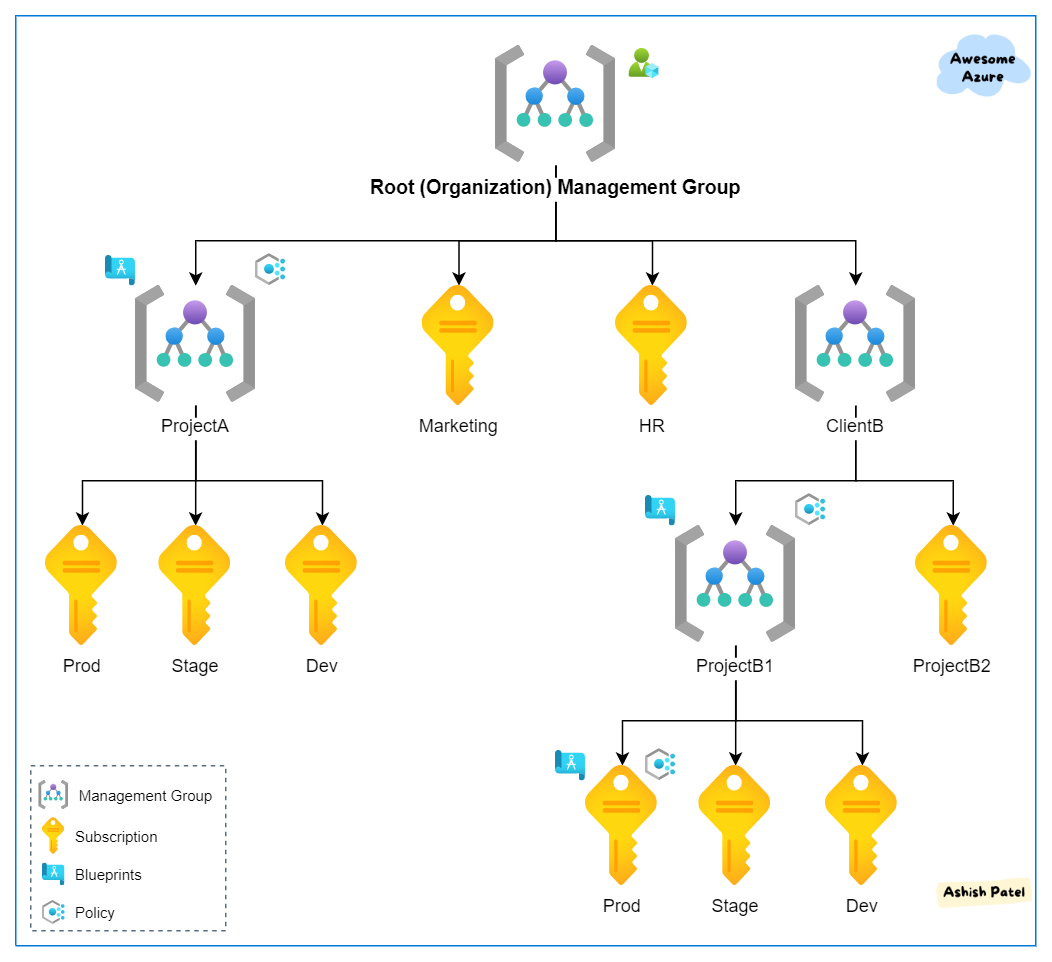 Awesome
Azure
Root (Organization) Management Group
ProjectA
Marketing
HR
ClientB
Prod
Stage
Dev
ProjectB1
ProjectB2
Management Group
Subscription
Blueprints
Policy
Prod
Stage
Dev
Ashish Patel